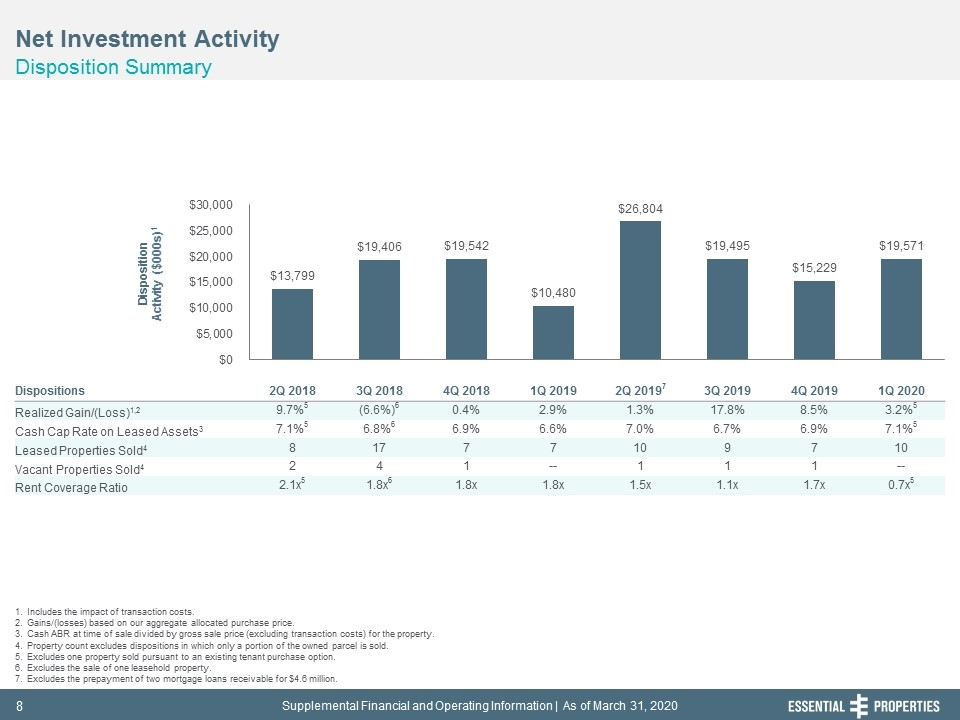 Net Investment Activity
Disposition Summary
Disposition
Activity ($000s)1
$30,000
$25,000
$20,000
$15,000
$10,000
$5,000
$0
$13,799
$19,406
$19,542
$10,480
$26,804
$19,495
$15,229
$19,571
Dispositions 2Q 2018 3Q 2018 4Q 2018 1Q 2019 2Q 20197 3Q 2019 4Q 2019 1Q 2020
Realized Gain/(Loss)1,2 9.7%5 (6.6%)6 0.4% 2.9% 1.3% 17.8% 8.5% 3.2%5
Cash Cap Rate on Leased Assets3 7.1%5 6.8%6 6.9% 6.6% 7.0% 6.7% 6.9% 7.1%5
Leased Properties Sold4 8 17 7 7 10 9 7 10
Vacant Properties Sold4 2 4 1 -- 1 1 1 --
Rent Coverage Ratio 2.1x5 1.8x6 1.8x 1.8x 1.5x 1.1x 1.7x 0.7x5
1. Includes the impact of transaction costs.
2. Gains/(losses) based on our aggregate allocated purchase price.
3. Cash ABR at time of sale divided by gross sale price (excluding transaction costs) for the property.
4. Property count excludes dispositions in which only a portion of the owned parcel is sold.
5. Excludes one property sold pursuant to an existing tenant purchase option.
6. Excludes the sale of one leasehold property.
7. Excludes the prepayment of two mortgage loans receivable for $4.6 million.
8 Supplemental Financial and Operating Information | As of March 31, 2020 ESSENTIAL PROPERTIES